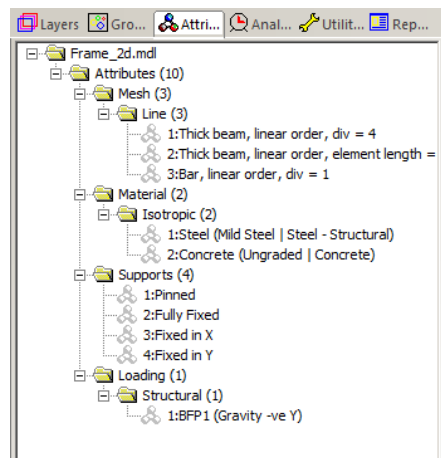 Layers Gro... Attri... Anal... Utilit... Rep...
Frame_2d.mdl
Attributes (10)
Mesh (3)
Line (3)
1:Thick beam, linear order, div = 4
2:Thick beam, linear order, element length =
3:Bar, linear order, div = 1
Material (2)
Isotropic (2)
1:Steel (Mild Steel | Steel - Structural)
2:Concrete (Ungraded | Concrete)
Supports (4)
1:Pinned
2:Fully Fixed
3:Fixed in X
4:Fixed in Y
Loading (1)
Structural (1)
1:BFP1 (Gravity -ve Y)